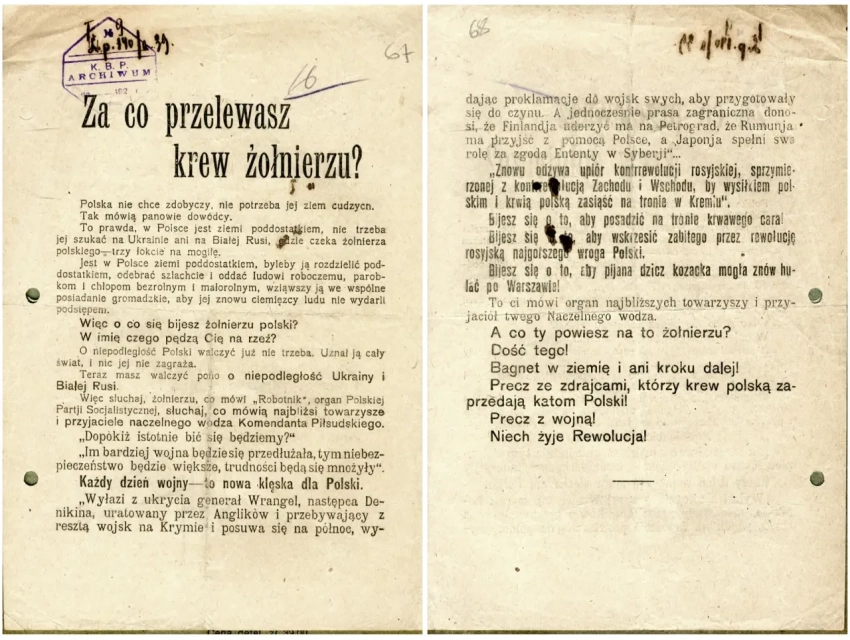 K. B. P.
ARCHIWUM
67
16
Za co przelewasz
krew żołnierzu?
Polska nie chce zdobyczy, nie potrzeba jej ziem cudzych.
Tak mówią panowie dowódcy.
To prawda, w Polsce jest ziemi poddostatkiem, nie trzeba
jej szukać na Ukrainie ani na Białej Rusi, gdzie czeka żołnierza
polskiego—trzy łokcie na mogiłę.
Jest w Polsce ziemi poddostatkiem, byleby ją rozdzielić pod-
dostatkiem, odebrać szlachcie i oddać ludowi roboczemu, parob-
kom i chłopom bezrolnym i małorolnym, wziąwszy ją we wspólne
posiadanie gromadzkie, aby jej znowu ciemięzcy ludu nie wydarli
podstępem.
Więc o co się bijesz żołnierzu polski?
W imię czego pędzą Cię na rzeź?
O niepodległość Polski walczyć już nie trzeba. Uznał ją cały
świat, i nic jej nie zagraża.
Teraz masz walczyć pono o niepodległość Ukrainy i
Białej Rusi.
Więc słuchaj, żołnierzu, co mówi „Robotnik", organ Polskiej
Partji Socjalistycznej, słuchaj, co mówią najbliżsi towarzysze
i przyjaciele naczelnego wodza Komendanta Piłsudskiego.
„Dopókiż istotnie bić się będziemy?"
„Im bardziej wojna będzie się przedłużała, tym niebez-
pieczeństwo będzie większe, trudności będą się mnożyły".
Każdy dzień wojny—to nowa klęska dla Polski.
„Wyłazi z ukrycia generał Wrangel, następca De-
nikina, uratowany przez Anglików i przebywający z
resztą wojsk na Krymie i posuwa się na północ, wy-
68
dając proklamacje do wojsk swych, aby przygotowały
się do czynu. A jednocześnie prasa zagraniczna dono-
si, że Finlandja uderzyć ma na Petrograd, że Rumunja
ma przyjść z pomocą Polsce, a Japonja spełni swą
rolę za zgodą Ententy w Syberji"...
„Znowu odżywa upiór kontrrewolucji rosyjskiej, sprzymie-
rzonej z kontrrewolucją Zachodu i Wschodu, by wysiłkiem pol-
skim i krwią polską zasiąść na tronie w Kremlu".
Bijesz się o to, aby posadzić na tronie krwawego cara!
Bijesz się o to, aby wskrzesić zabitego przez rewolucję
rosyjską najgorszego wroga Polski.
Bijesz się o to, aby pijana dzicz kozacka mogła znów hu-
lać po Warszawie!
To ci mówi organ najbliższych towarzyszy i przy-
jaciół twego Naczelnego wodza.
A co ty powiesz na to żołnierzu?
Dość tego!
Bagnet w ziemię i ani kroku dalej!
Precz ze zdrajcami, którzy krew polską za-
przedają katom Polski!
Precz z wojną!
Niech żyje Rewolucja!